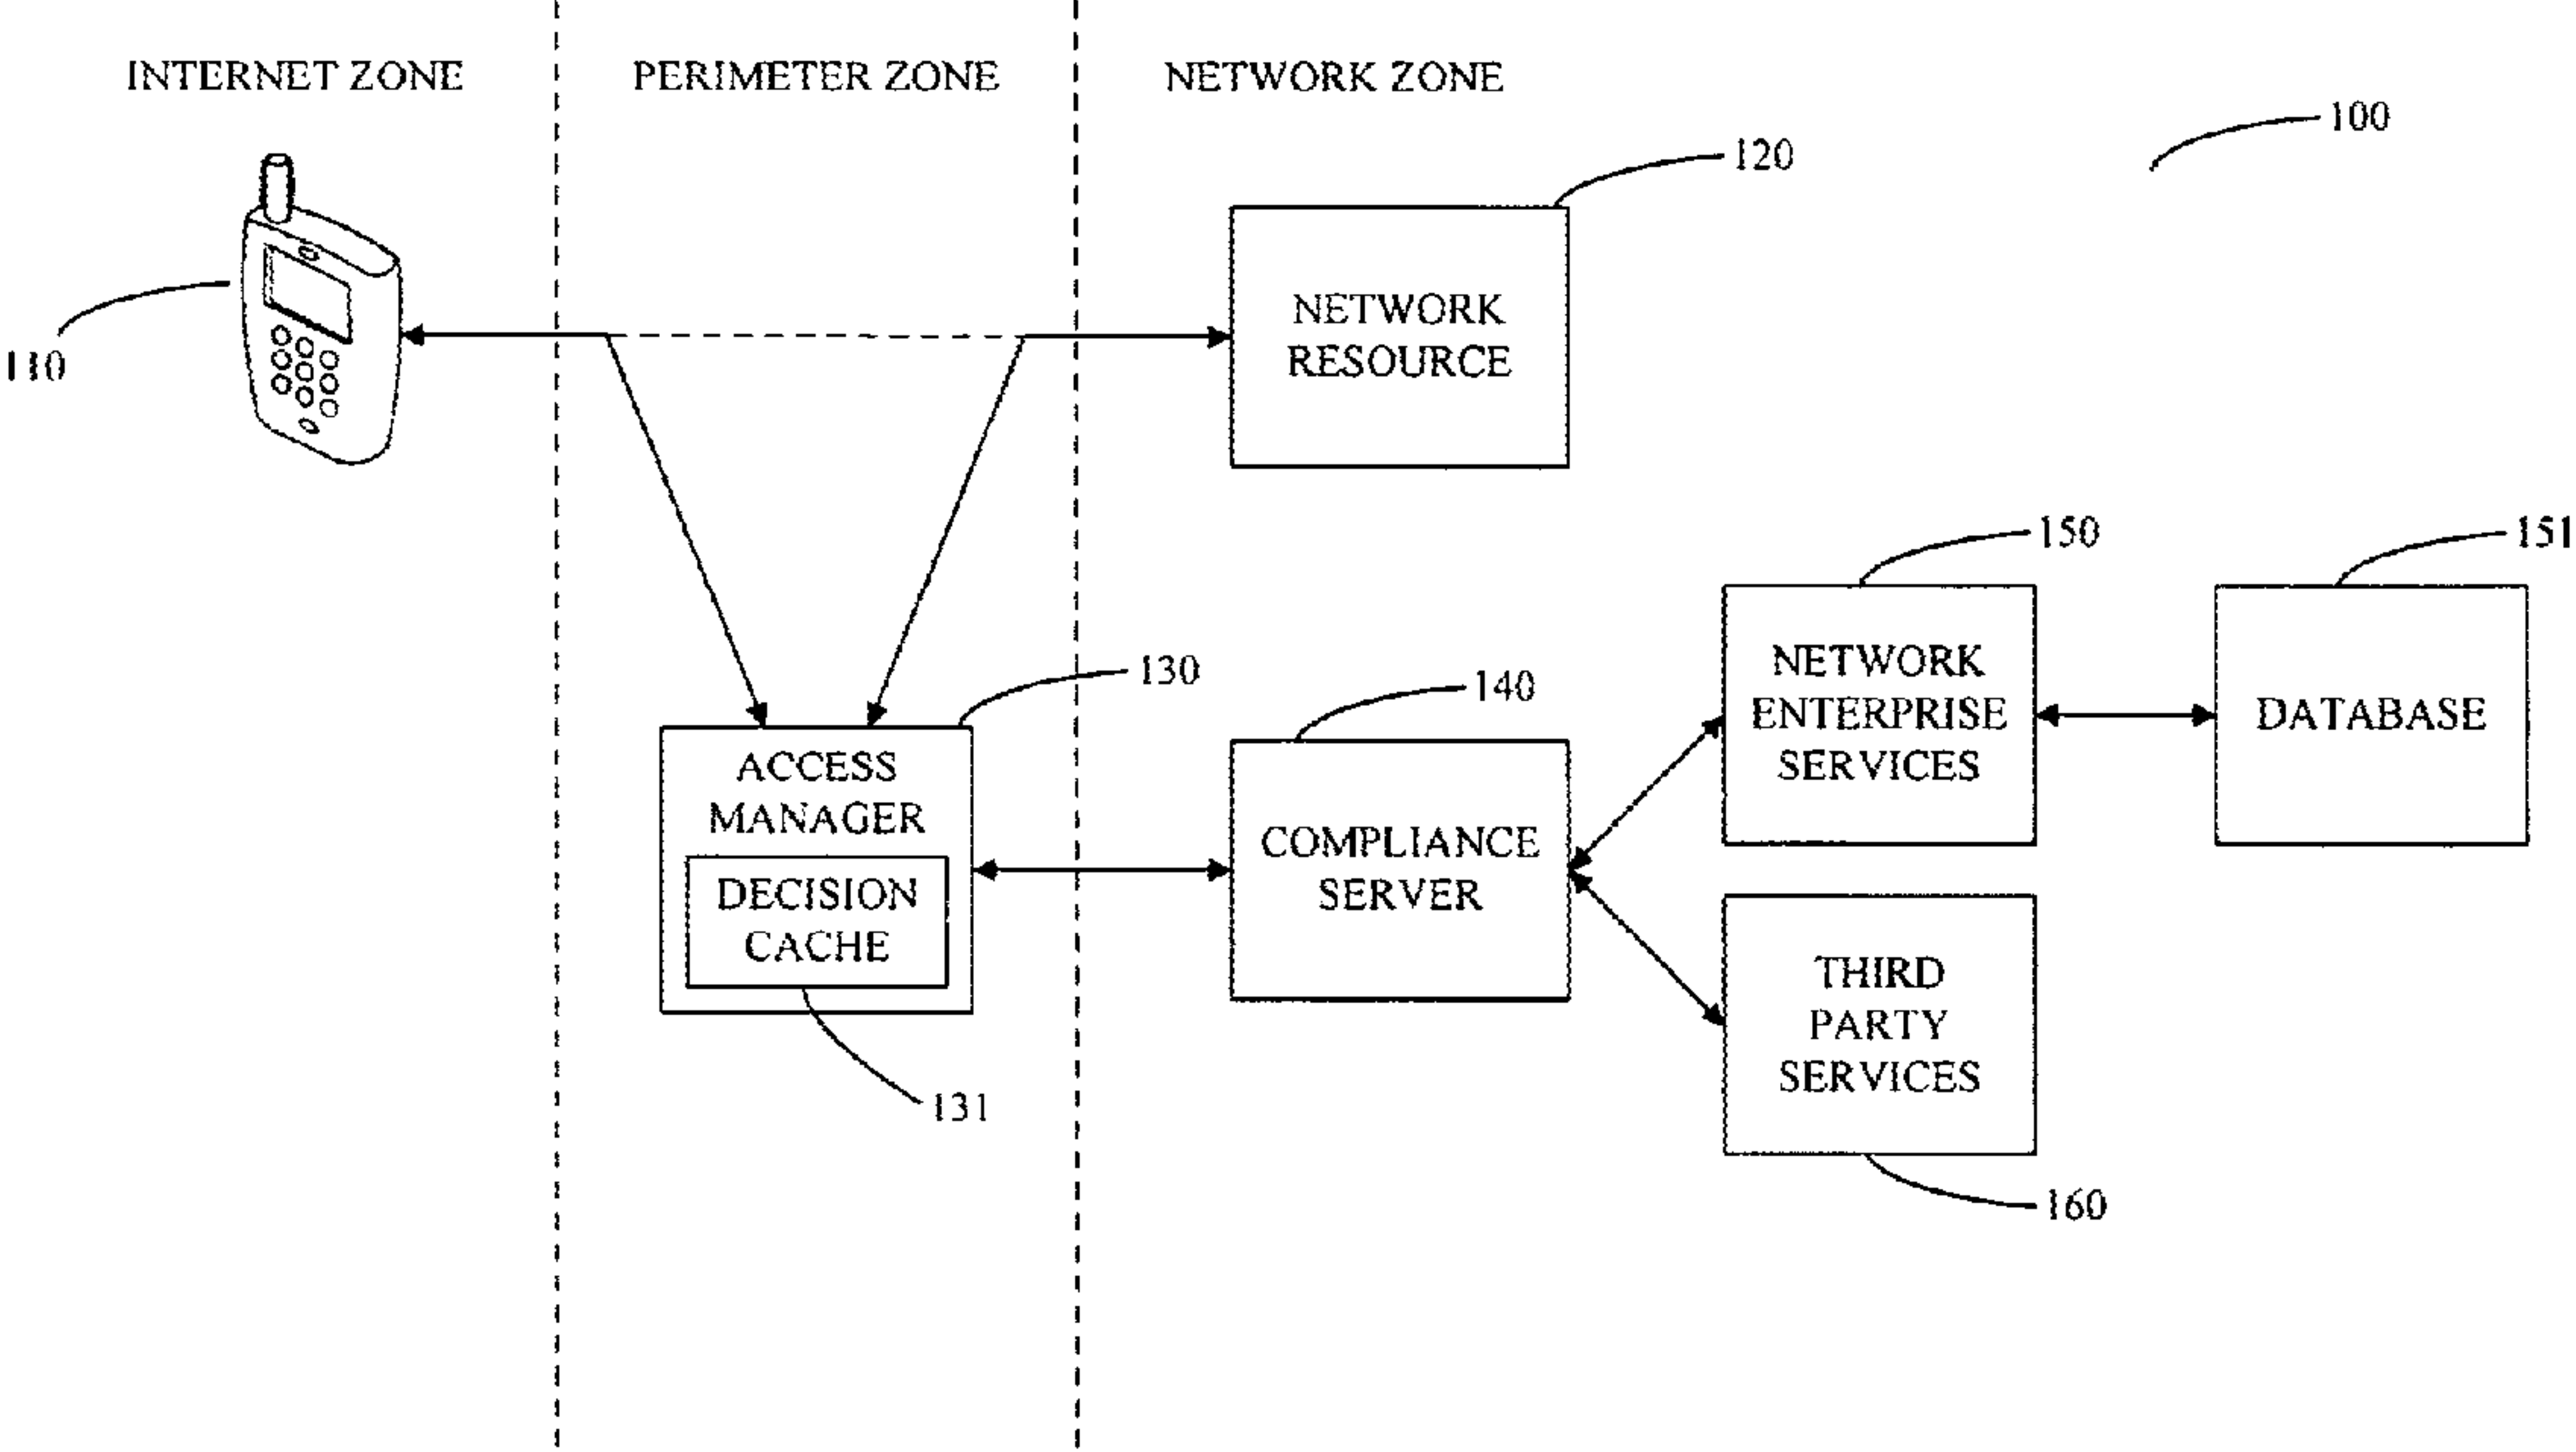 INTERNET ZONE
PERIMETER ZONE
NETWORK ZONE
100
120
110
NETWORK
RESOURCE
150
151
130
140
NETWORK
ENTERPRISE
SERVICES
DATABASE
ACCESS
MANAGER
DECISION
CACHE
COMPLIANCE
SERVER
THIRD
PARTY
SERVICES
131
160